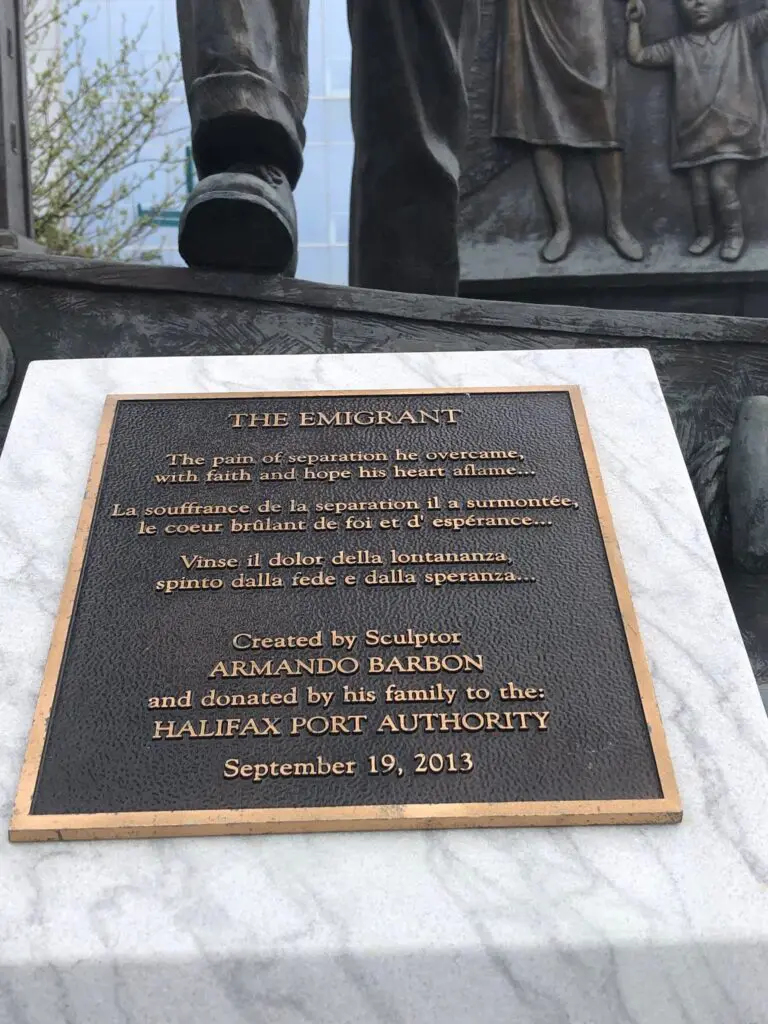 THE EMIGRANT
The pain of separation he overcame,
with faith and hope his heart aflame...
La souffrance de la separation il a surmontée,
le coeur brûlant de foi et d' espérance...
Vinse il dolor della lontananza,
spinto dalla fede e dalla speranza...
Created by Sculptor
ARMANDO BARBON
and donated by his family to the:
HALIFAX PORT AUTHORITY
September 19, 2013